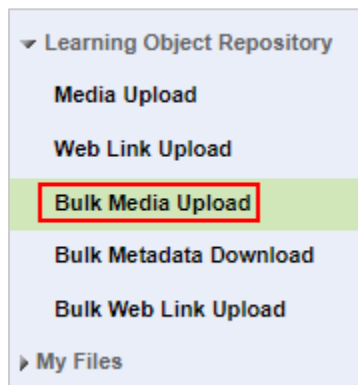 Learning Object Repository
Media Upload
Web Link Upload
Bulk Media Upload
Bulk Metadata Download
Bulk Web Link Upload
My Files